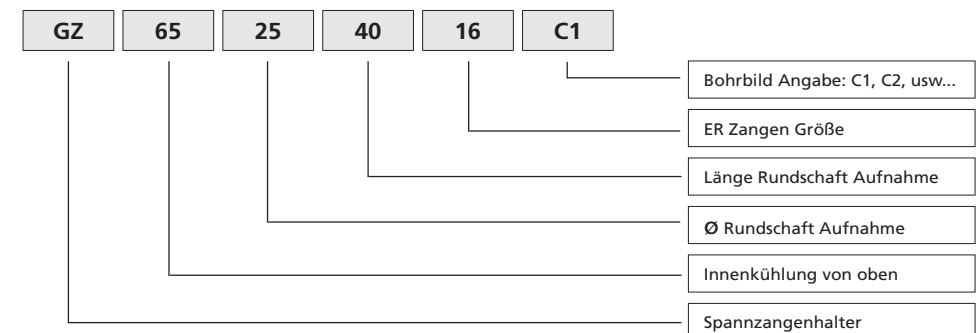 GZ 65 25 40 16 C1
Bohrbild Angabe: C1, C2, usw...
ER Zangen Größe
Länge Rundschaft Aufnahme
Ø Rundschaft Aufnahme
Innenkühlung von oben
Spannzangenhalter